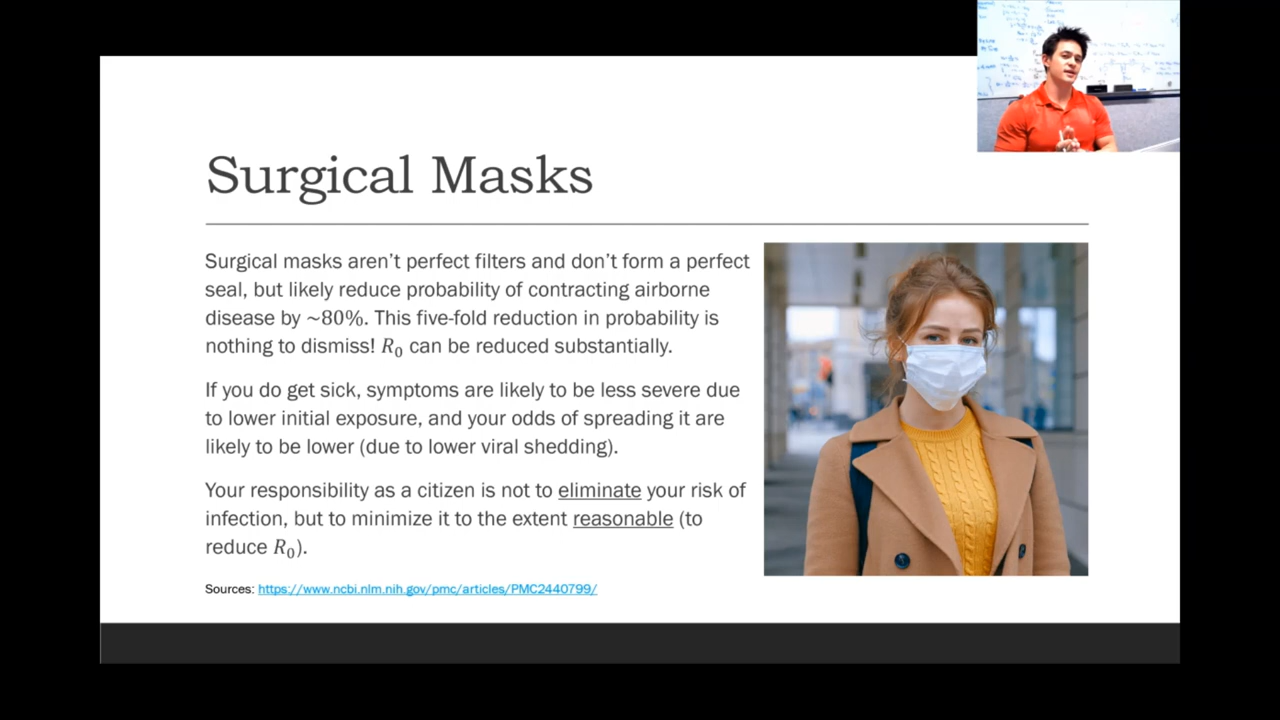 Surgical Masks
Surgical masks aren't perfect filters and don't form a perfect
seal, but likely reduce probability of contracting airborne
disease by ~80%. This five-fold reduction in probability is
nothing to dismiss! R₀ can be reduced substantially.
If you do get sick, symptoms are likely to be less severe due
to lower initial exposure, and your odds of spreading it are
likely to be lower (due to lower viral shedding).
Your responsibility as a citizen is not to eliminate your risk of
infection, but to minimize it to the extent reasonable (to
reduce R₀).
Sources: https://www.ncbi.nlm.nih.gov/pmc/articles/PMC2440799/